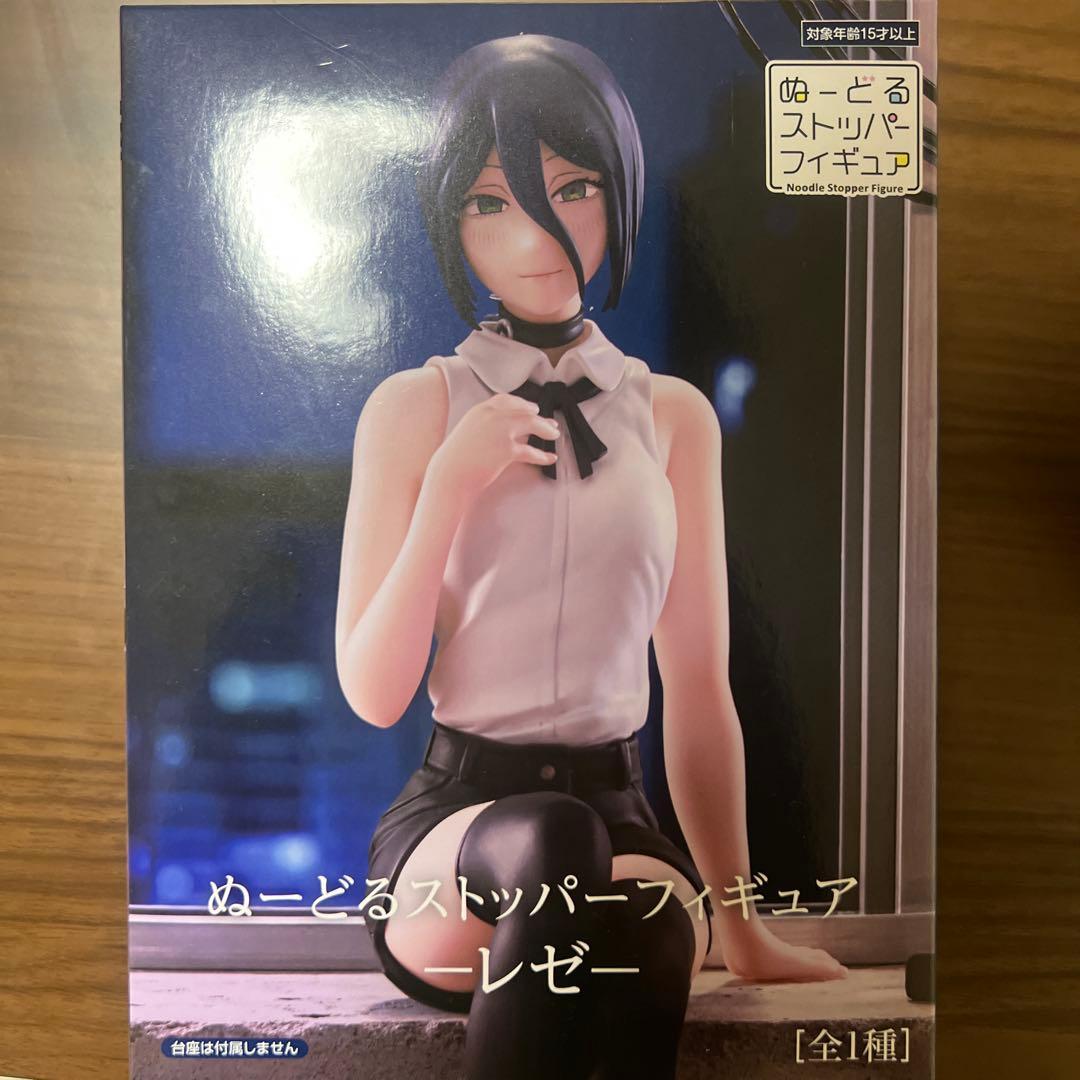 対象年齢15才以上
ぬーどる
ストッパー
フィギュア
Noodle Stopper Figure
ぬーどるストッパーフィギュア
―レゼ―
台座は付属しません
[全1種]